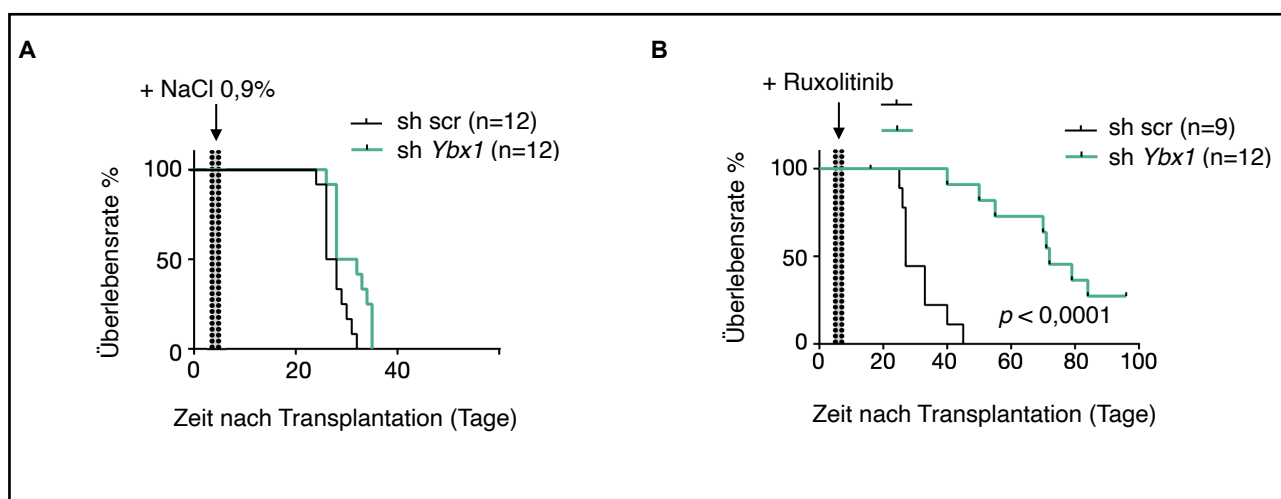 A
+ NaCl 0,9%
sh scr (n=12)
sh Ybx1 (n=12)
Überlebensrate %
100
50
0
0 20 40
Zeit nach Transplantation (Tage)
B
+ Ruxolitinib
sh scr (n=9)
sh Ybx1 (n=12)
Überlebensrate %
100
50
0
p < 0,0001
0 20 40 60 80 100
Zeit nach Transplantation (Tage)